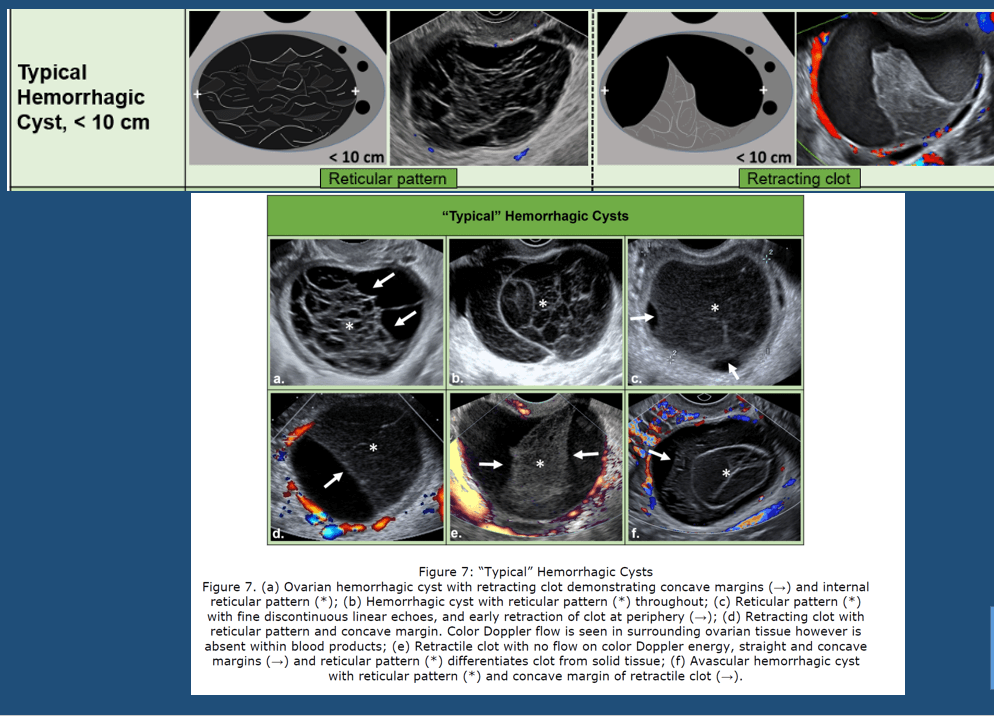 Typical
Hemorrhagic
Cyst, < 10 cm
< 10 cm
Reticular pattern
< 10 cm
Retracting clot
“Typical” Hemorrhagic Cysts
a.
*
b.
*
c.
*
2
2
d.
*
e.
*
f.
*
Figure 7: “Typical” Hemorrhagic Cysts
Figure 7. (a) Ovarian hemorrhagic cyst with retracting clot demonstrating concave margins (→) and internal
reticular pattern (*); (b) Hemorrhagic cyst with reticular pattern (*) throughout; (c) Reticular pattern (*)
with fine discontinuous linear echoes, and early retraction of clot at periphery (→); (d) Retracting clot with
reticular pattern and concave margin. Color Doppler flow is seen in surrounding ovarian tissue however is
absent within blood products; (e) Retractile clot with no flow on color Doppler energy, straight and concave
margins (→) and reticular pattern (*) differentiates clot from solid tissue; (f) Avascular hemorrhagic cyst
with reticular pattern (*) and concave margin of retractile clot (→).